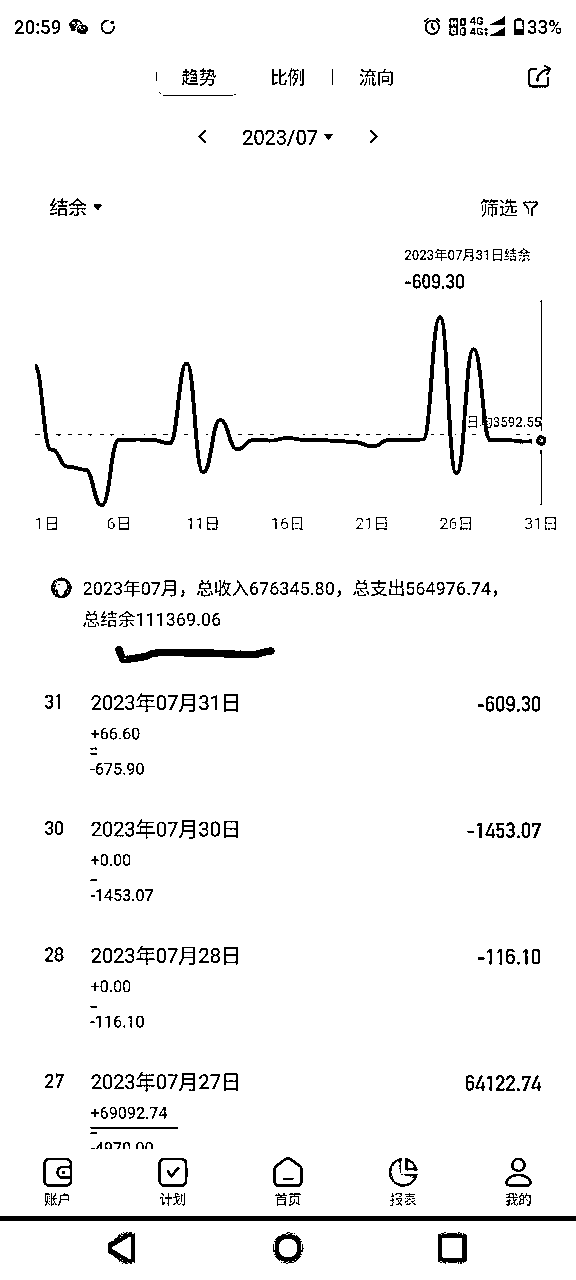 20:59 4G 4G 33%
趋势 比例 流向
2023/07
结余 筛选
2023年07月31日结余
-609.30
日均3592.55
1日 6日 11日 16日 21日 26日 31日
2023年07月，总收入676345.80，总支出564976.74，
总结余111369.06
31 2023年07月31日 -609.30
+66.60
-675.90
30 2023年07月30日 -1453.07
+0.00
-1453.07
28 2023年07月28日 -116.10
+0.00
-116.10
27 2023年07月27日 64122.74
+69092.74
-4970.00
账户 计划 首页 报表 我的